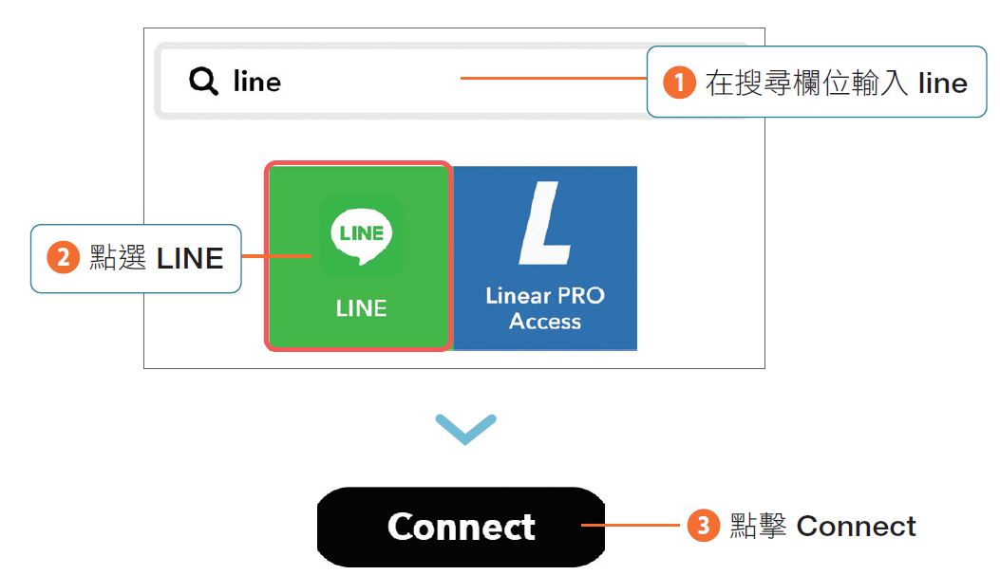 line
1 在搜尋欄位輸入 line
LINE
2 點選 LINE
LINE
Linear PRO
Access
Connect
3 點擊 Connect